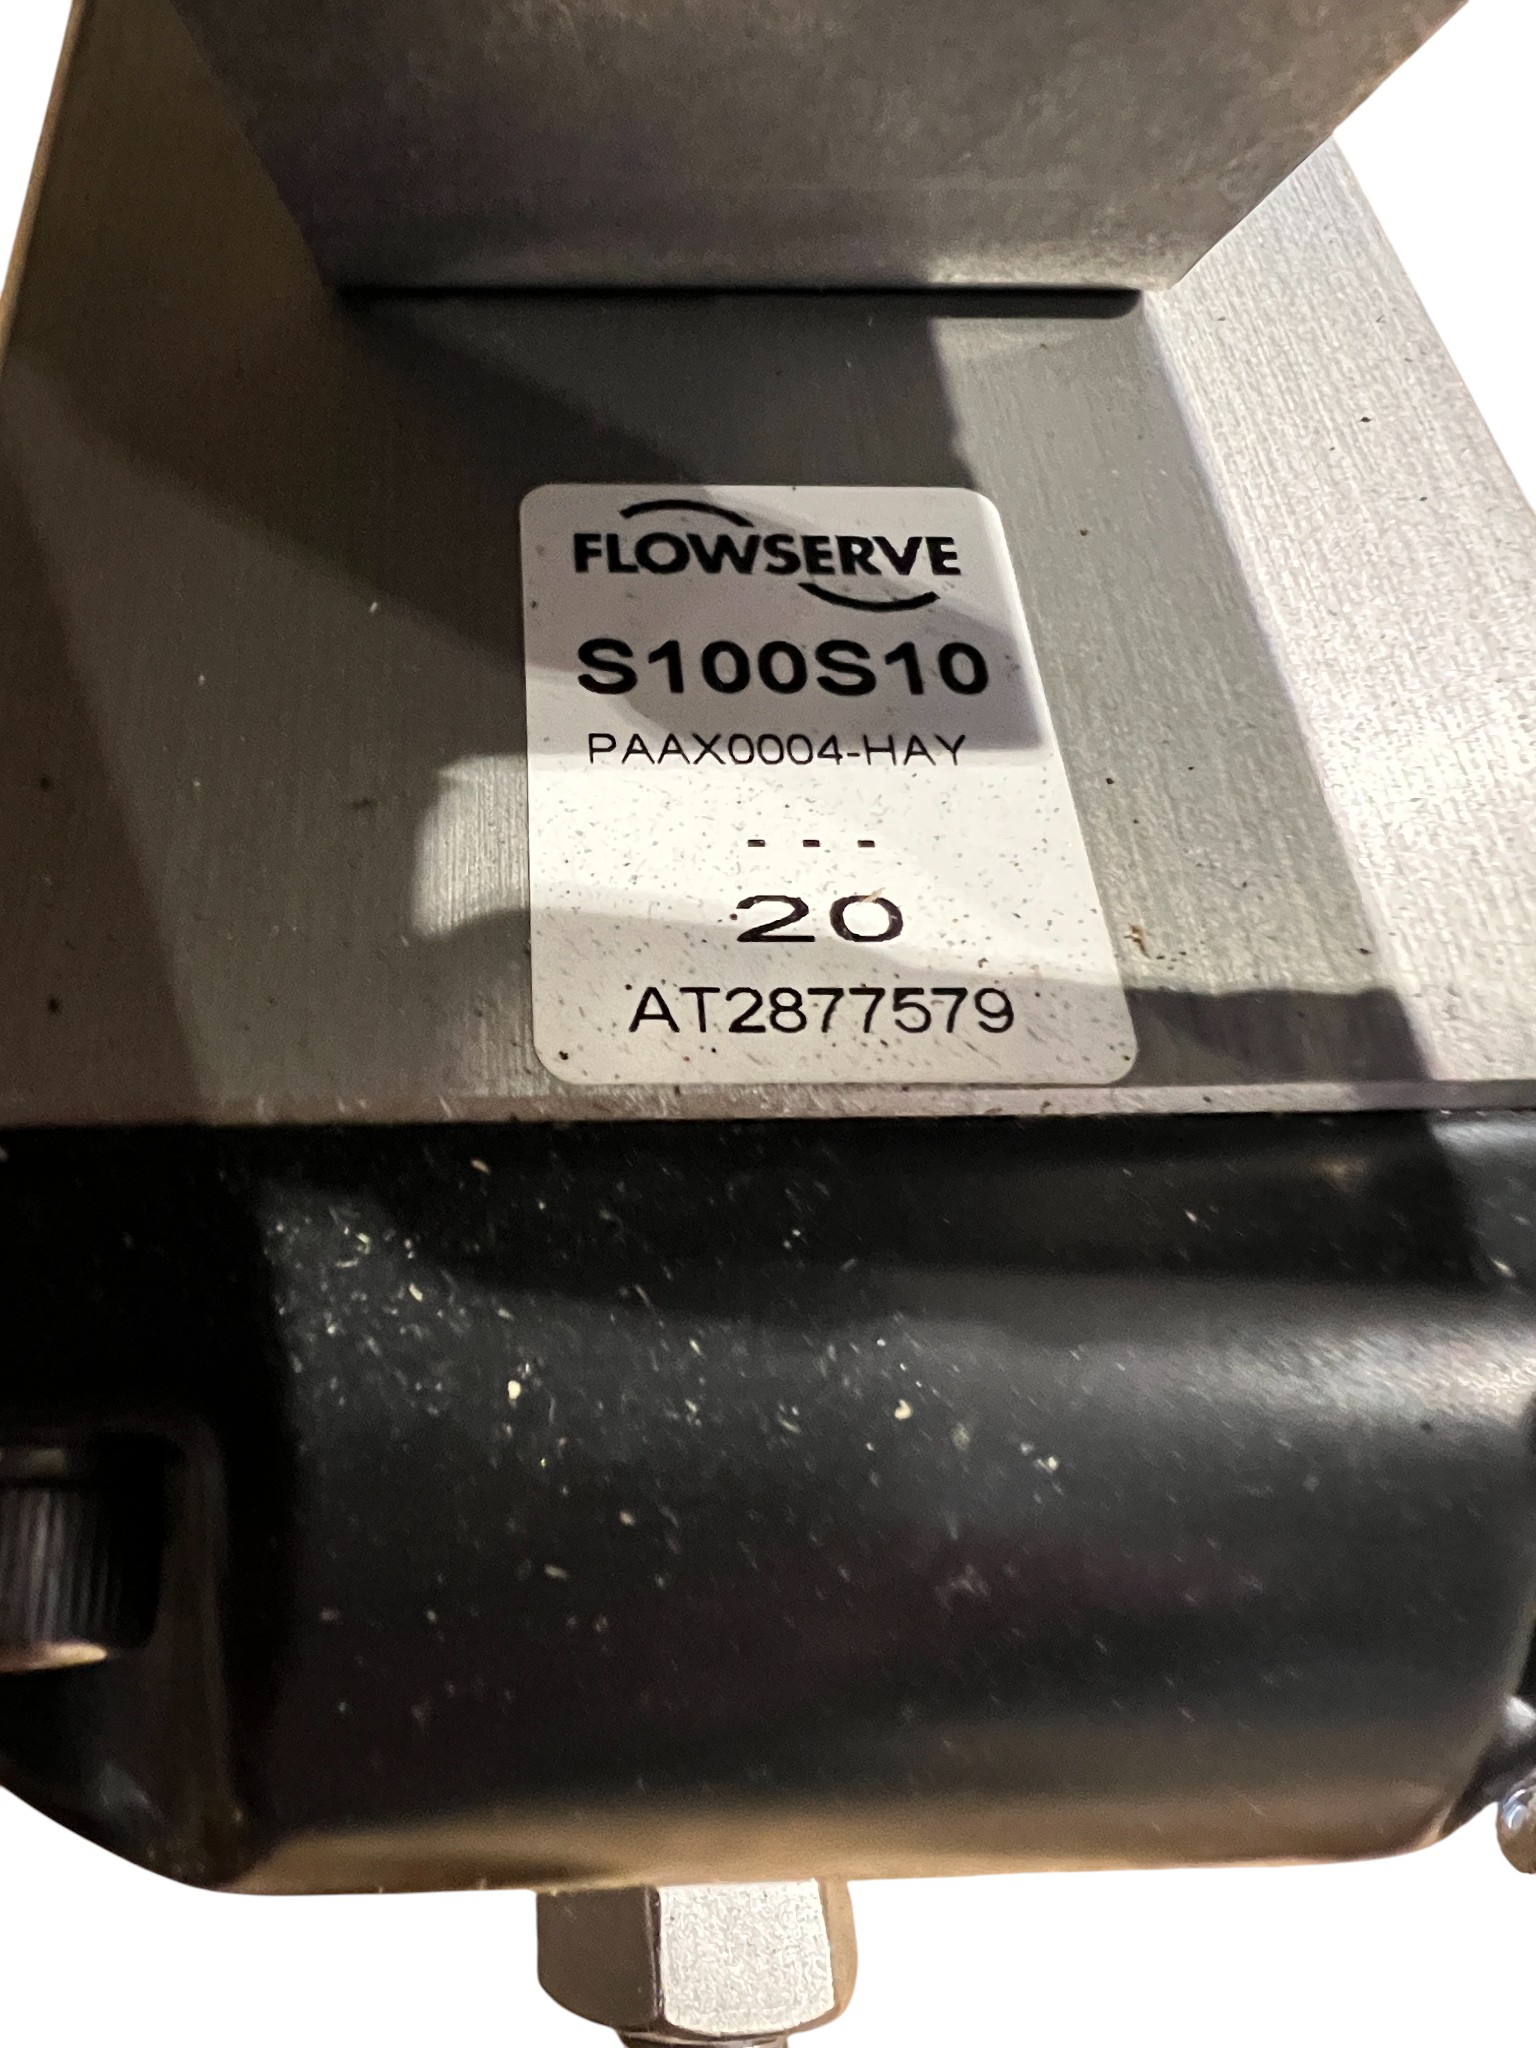 FLOWSERVE
S100S10
PAAX0004-HAY
---
20
AT2877579